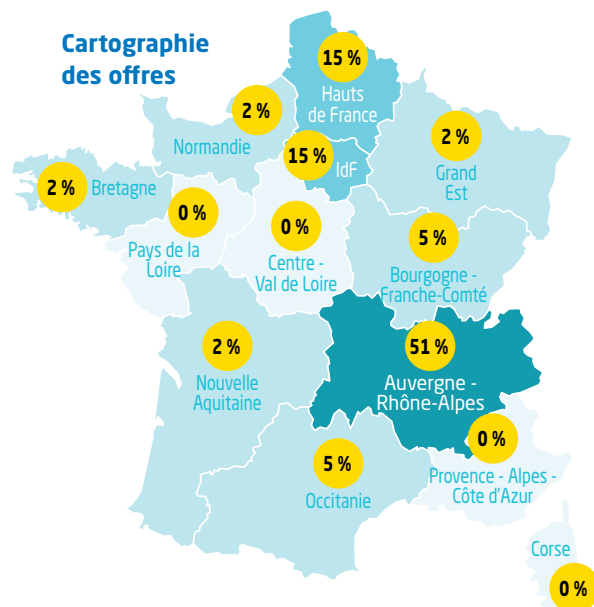 Cartographie
des offres
15 %
Hauts
de France
2 %
Normandie
15 %
IdF
2 %
Grand
Est
2 %
Bretagne
0 %
Pays de la
Loire
0 %
Centre -
Val de Loire
5 %
Bourgogne -
Franche-Comté
2 %
Nouvelle
Aquitaine
51 %
Auvergne -
Rhône-Alpes
5 %
Occitanie
0 %
Provence - Alpes -
Côte d'Azur
Corse
0 %